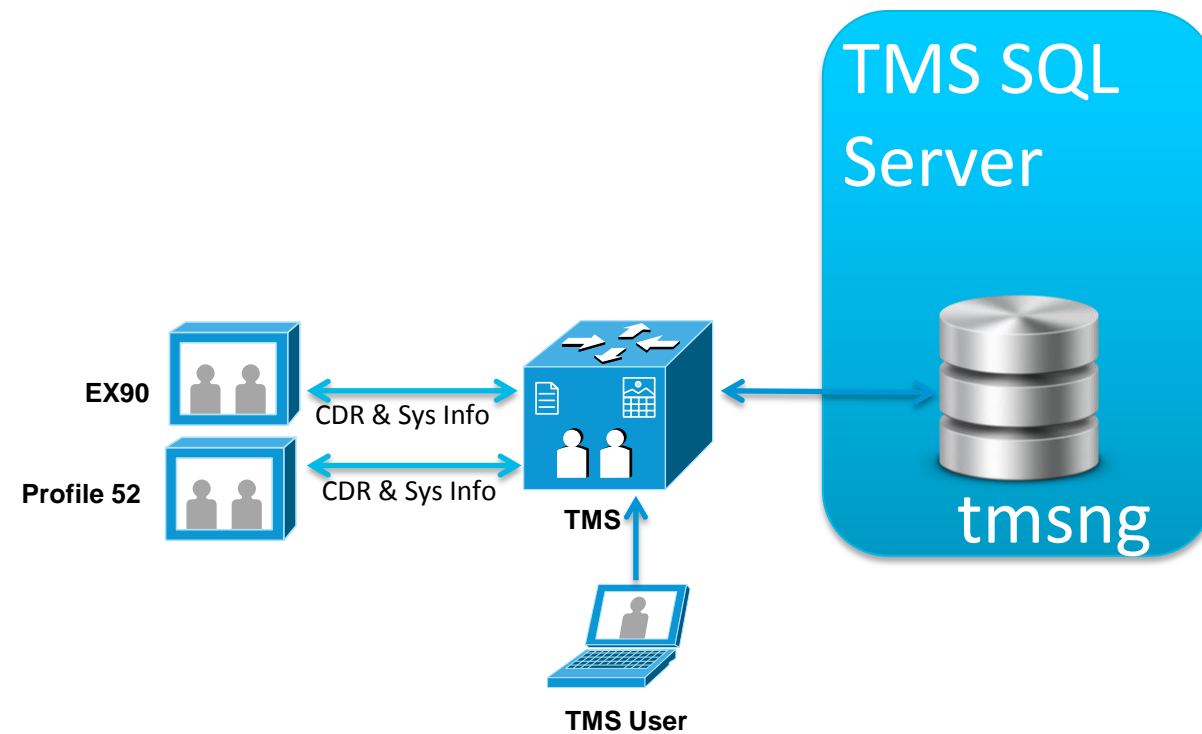 TMS SQL
Server
EX90
CDR & Sys Info
Profile 52
CDR & Sys Info
TMS
tmsng
TMS User